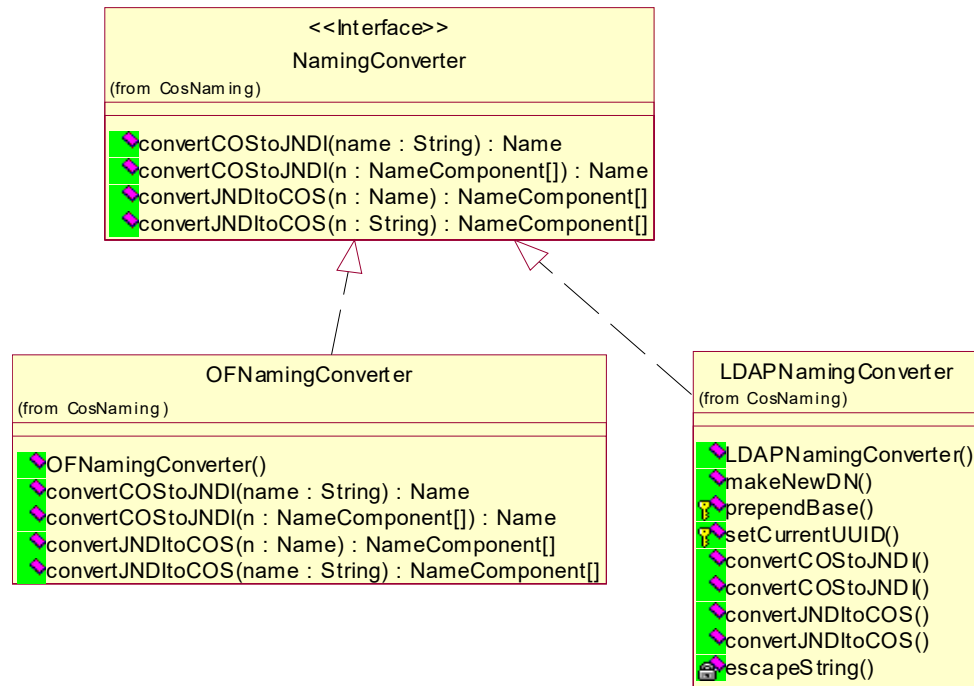 <<Interface>>
NamingConverter
(from CosNaming)
convertCOStoJNDI(name : String) : Name
convertCOStoJNDI(n : NameComponent[]) : Name
convertJNDItoCOS(n : Name) : NameComponent[]
convertJNDItoCOS(n : String) : NameComponent[]
OFNamingConverter
(from CosNaming)
OFNamingConverter()
convertCOStoJNDI(name : String) : Name
convertCOStoJNDI(n : NameComponent[]) : Name
convertJNDItoCOS(n : Name) : NameComponent[]
convertJNDItoCOS(name : String) : NameComponent[]
LDAPNamingConverter
(from CosNaming)
LDAPNamingConverter()
makeNewDN()
prependBase()
setCurrentUUID()
convertCOStoJNDI()
convertCOStoJNDI()
convertJNDItoCOS()
convertJNDItoCOS()
escapeString()